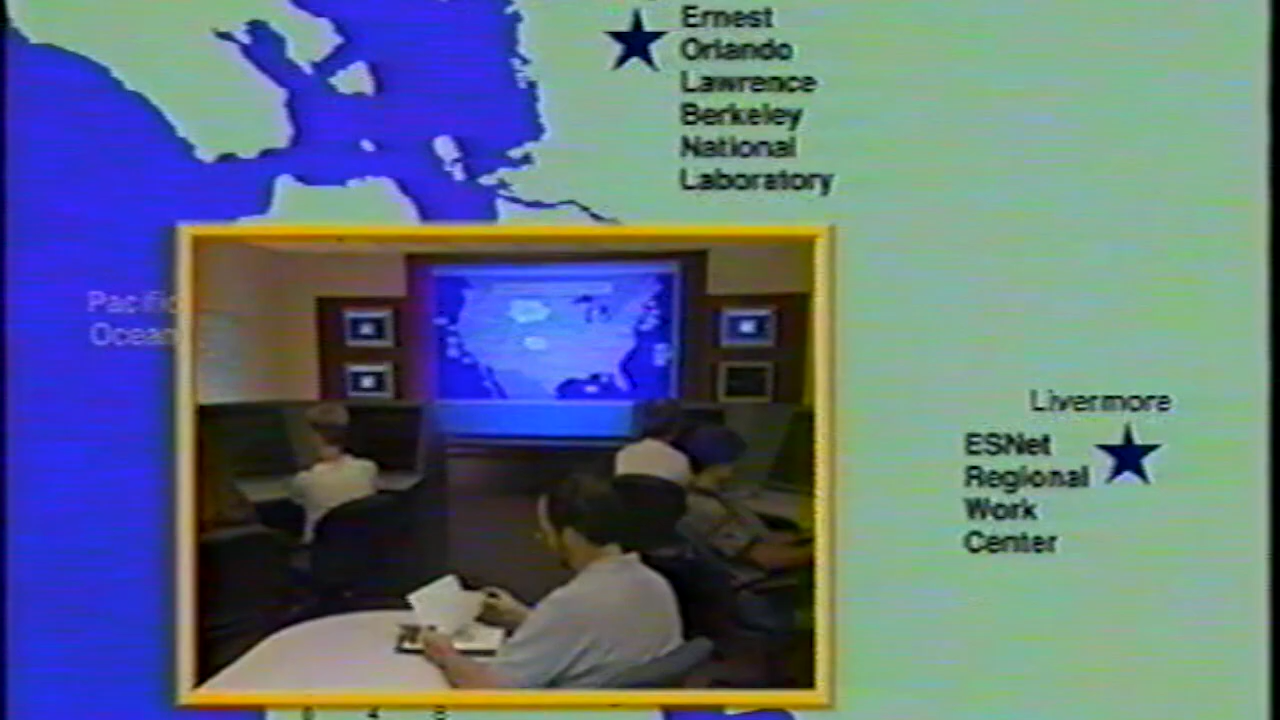 Ernest
Orlando
Lawrence
Berkeley
National
Laboratory
Pacific
Ocean
Livermore
ESNet
Regional
Work
Center